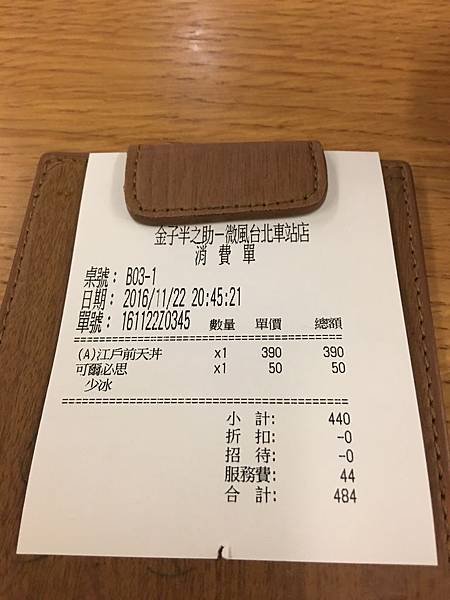 金子半之助－微風台北車站店
消費單
桌號: B03-1
日期: 2016/11/22 20:45:21
單號: 161122Z0345 數量 單價 總額
==================================================
(A)江戶前天丼 x1 390 390
可爾必思 x1 50 50
少冰
==================================================
小計: 440
折扣: -0
招待: -0
服務費: 44
合計: 484